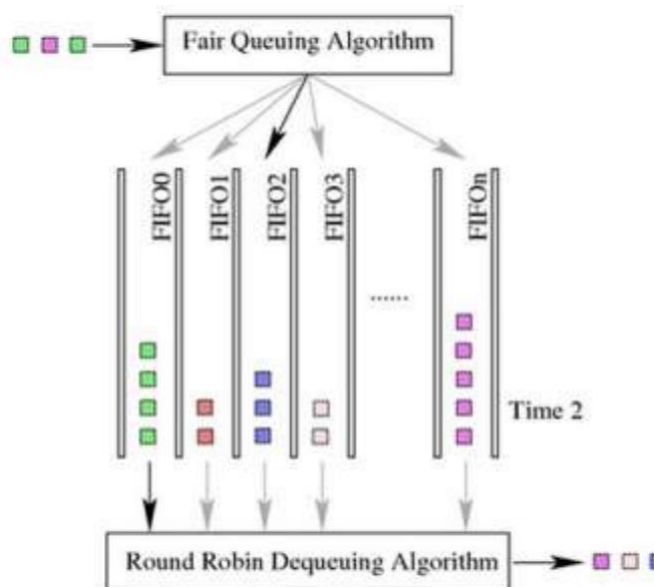 Fair Queuing Algorithm
FIFO0
FIFO1
FIFO2
FIFO3
FIFOn
......
Time 2
Round Robin Dequeuing Algorithm